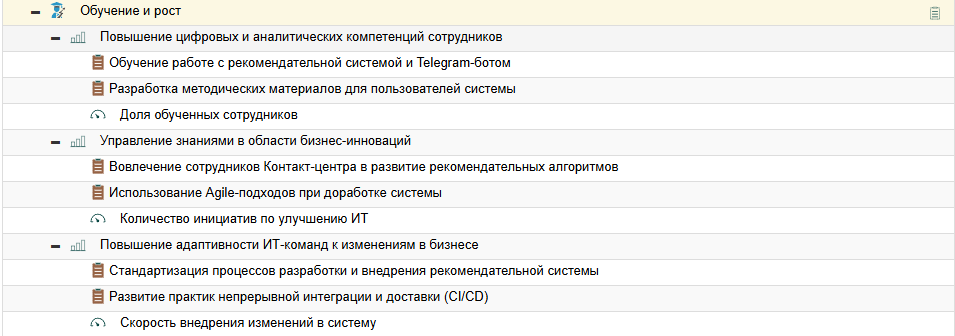 Обучение и рост
Повышение цифровых и аналитических компетенций сотрудников
Обучение работе с рекомендательной системой и Telegram-ботом
Разработка методических материалов для пользователей системы
Доля обученных сотрудников
Управление знаниями в области бизнес-инноваций
Вовлечение сотрудников Контакт-центра в развитие рекомендательных алгоритмов
Использование Agile-подходов при доработке системы
Количество инициатив по улучшению ИТ
Повышение адаптивности ИТ-команд к изменениям в бизнесе
Стандартизация процессов разработки и внедрения рекомендательной системы
Развитие практик непрерывной интеграции и доставки (CI/CD)
Скорость внедрения изменений в систему